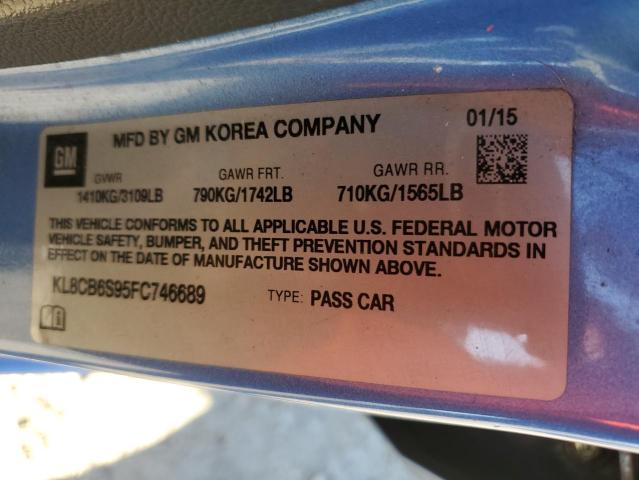 MFD BY GM KOREA COMPANY 01/15
GM
GVWR GAWR FRT. GAWR RR.
1410KG/3109LB 790KG/1742LB 710KG/1565LB
THIS VEHICLE CONFORMS TO ALL APPLICABLE U.S. FEDERAL MOTOR
VEHICLE SAFETY, BUMPER, AND THEFT PREVENTION STANDARDS IN
EFFECT ON THE DATE OF MANUFACTURE SHOWN ABOVE.
KL8CB6S95FC746689 TYPE: PASS CAR